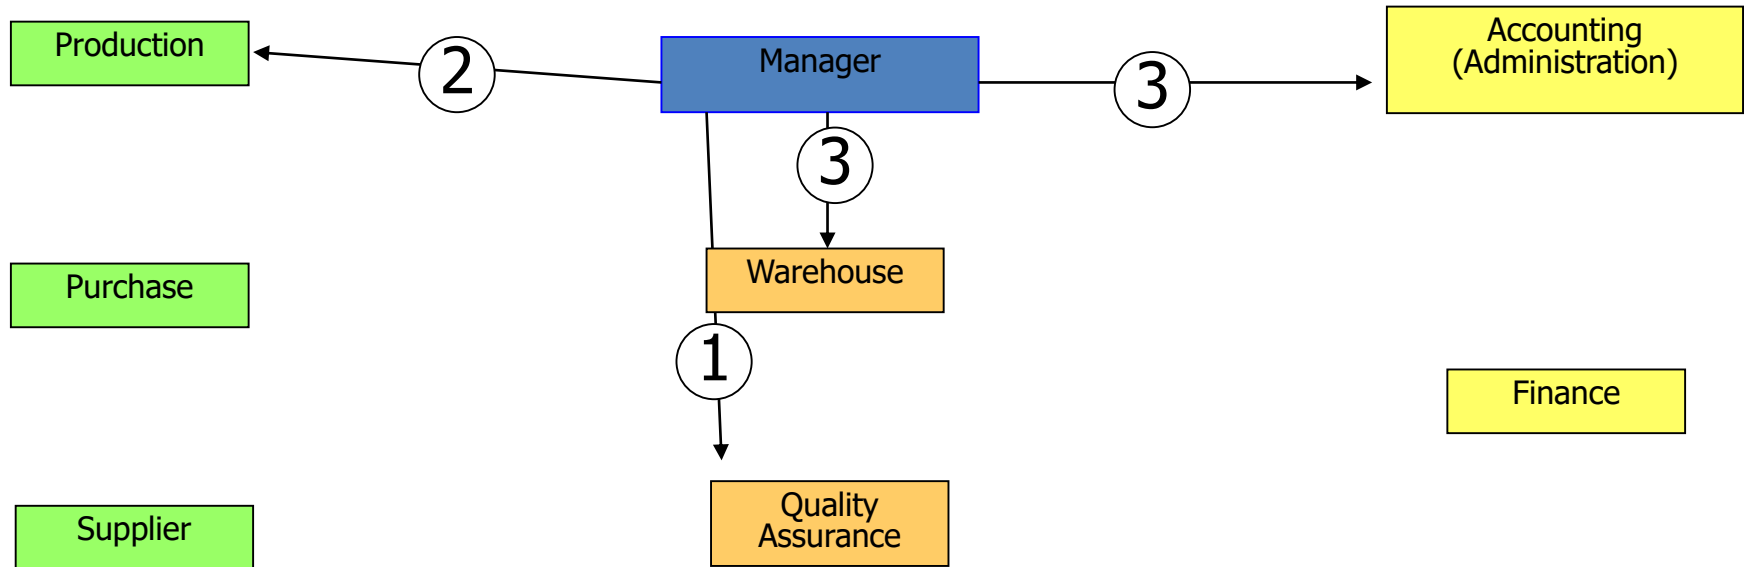 Production
2
Manager
3
Accounting
(Administration)
3
Purchase
Warehouse
1
Finance
Supplier
Quality
Assurance